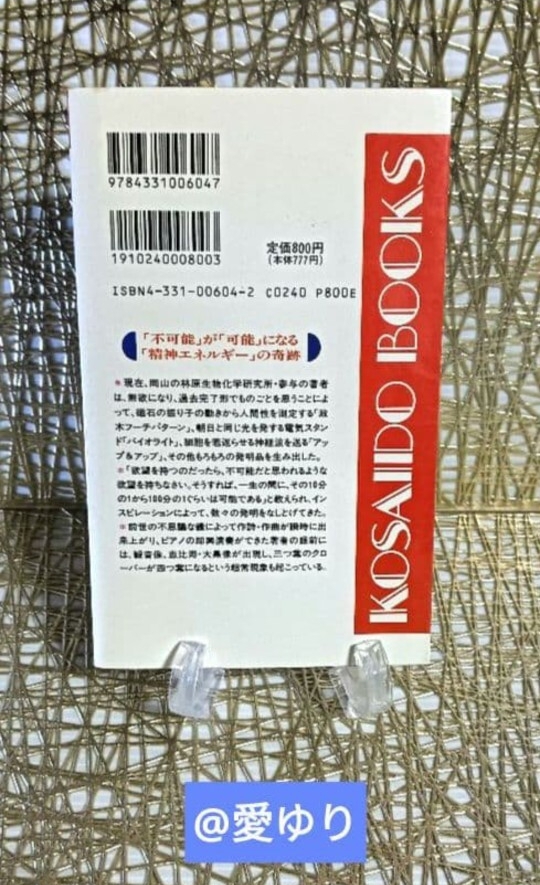 9784331006047
1910240008003
定価800円
(本体777円)
ISBN4-331-00604-2 C0240 P800E
「不可能」が「可能」になる
「精神エネルギー」の奇跡
●現在、岡山の林原生物化学研究所・参与の著者
は、無欲になり、過去完了形でものごとを思うことによ
って、磁石の振り子の動きから人間性を測定する「政
木フーチパターン」、朝日と同じ光を発する電気スタン
ド「バイオライト」、細胞を若返らせる神経波を送る「アッ
プ&アップ」、その他もろもろの発明品を生み出した。
●「欲望を持つのだったら、不可能だと思われるような
欲望を持ちなさい。そうすれば、一生の間に、その10分
の1から100分の1ぐらいは可能である」と教えられ、イン
スピレーションによって、数々の発明をなしとげてきた。
●前世の不思議な縁によって作詩・作曲が瞬時に出
来上がり、ピアノの即興演奏ができた著者の目前に
は、観音像、恵比寿・大黒像が出現し、三つ葉のクロ
ーバーが四つ葉になるという超常現象も起こっている。
KOSAIDO BOOKS
@愛ゆり